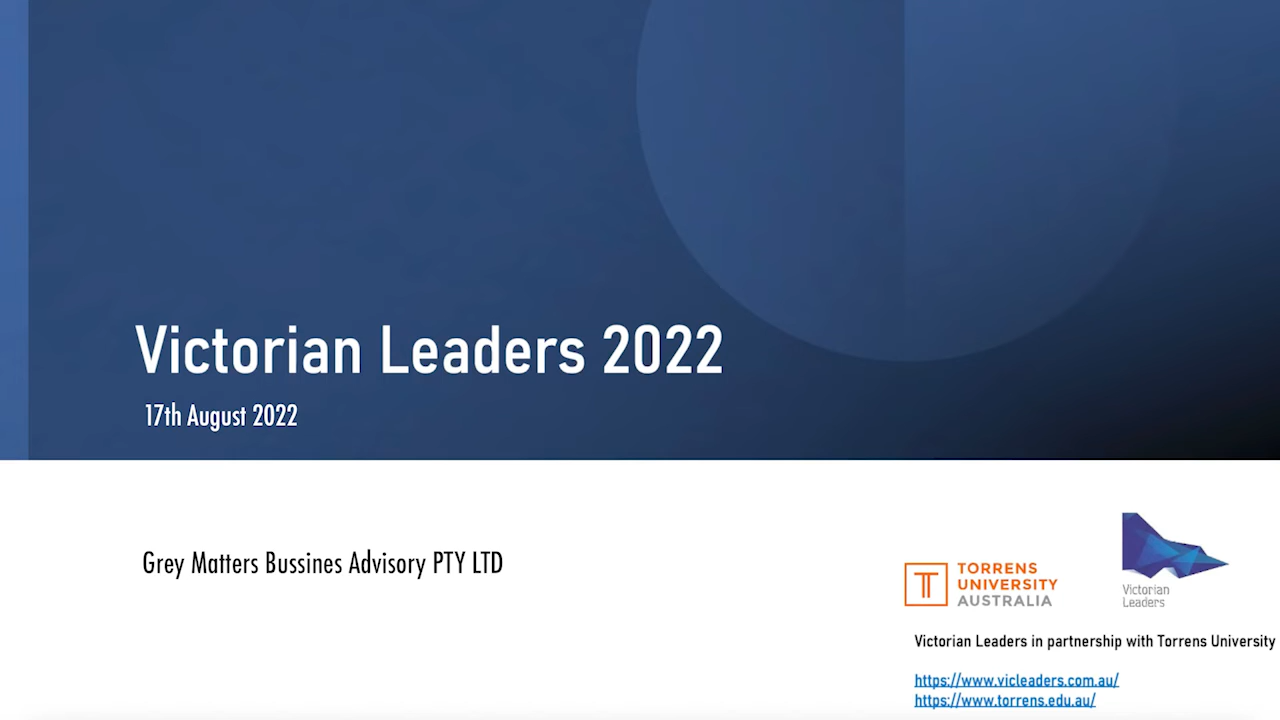 Victorian Leaders 2022
17th August 2022
Grey Matters Bussines Advisory PTY LTD
TORRENS
UNIVERSITY
AUSTRALIA
Victorian
Leaders
Victorian Leaders in partnership with Torrens University
https://www.vicleaders.com.au/
https://www.torrens.edu.au/